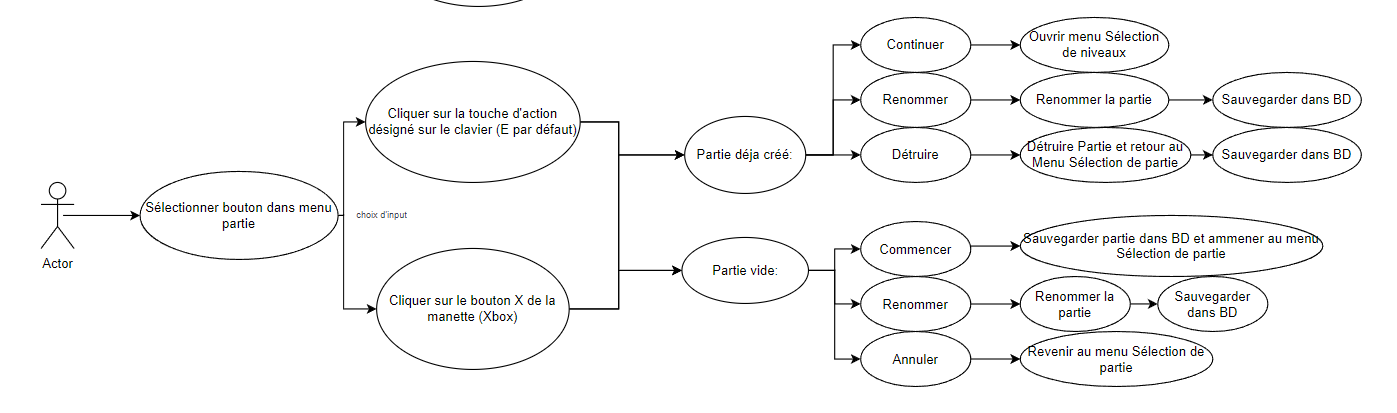 Actor
Sélectionner bouton dans menu
partie
choix d'input
Cliquer sur la touche d'action
désigné sur le clavier (E par défaut)
Cliquer sur le bouton X de la
manette (Xbox)
Partie déja créé:
Continuer
Ouvrir menu Sélection
de niveaux
Renommer
Renommer la partie
Sauvegarder dans BD
Détruire
Détruire Partie et retour au
Menu Sélection de partie
Sauvegarder dans BD
Partie vide:
Commencer
Sauvegarder partie dans BD et ammener au menu
Sélection de partie
Renommer
Renommer la
partie
Sauvegarder
dans BD
Annuler
Revenir au menu Sélection de
partie